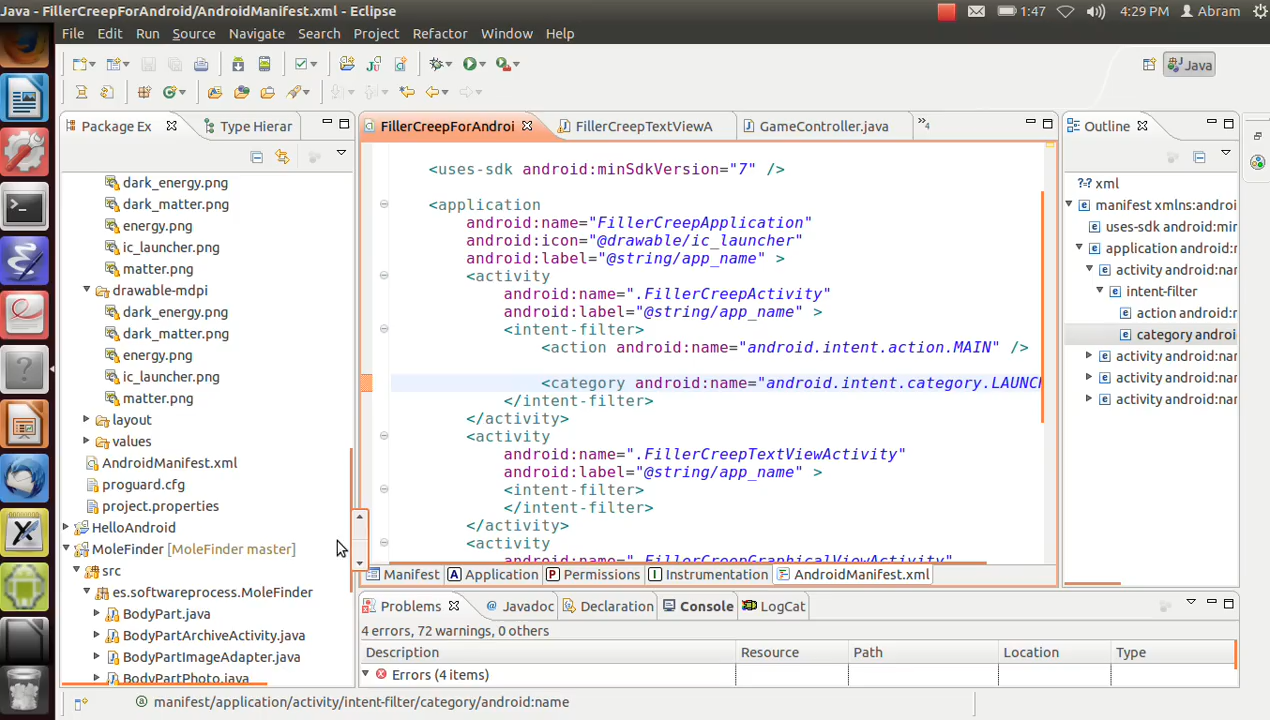 Java - FillerCreepForAndroid/AndroidManifest.xml - Eclipse
1:47
4:29 PM
Abram
File Edit Run Source Navigate Search Project Refactor Window Help
Java
Package Ex
Type Hierar
dark_energy.png
dark_matter.png
energy.png
ic_launcher.png
matter.png
drawable-mdpi
dark_energy.png
dark_matter.png
energy.png
ic_launcher.png
matter.png
layout
values
AndroidManifest.xml
proguard.cfg
project.properties
HelloAndroid
MoleFinder [MoleFinder master]
src
es.softwareprocess.MoleFinder
BodyPart.java
BodyPartArchiveActivity.java
BodyPartImageAdapter.java
BodyPartPhoto.java
FillerCreepForAndroi
FillerCreepTextViewA
GameController.java
»4
<uses-sdk android:minSdkVersion="7" />
<application
android:name="FillerCreepApplication"
android:icon="@drawable/ic_launcher"
android:label="@string/app_name" >
<activity
android:name=".FillerCreepActivity"
android:label="@string/app_name" >
<intent-filter>
<action android:name="android.intent.action.MAIN" />
<category android:name="android.intent.category.LAUNCH
</intent-filter>
</activity>
<activity
android:name=".FillerCreepTextViewActivity"
android:label="@string/app_name" >
<intent-filter>
</intent-filter>
</activity>
<activity
android:name=".FillerCreepGraphicalViewActivity"
Manifest
A Application
P Permissions
I Instrumentation
AndroidManifest.xml
Outline
?? xml
manifest xmlns:androi
uses-sdk android:mir
application android:r
activity android:na
intent-filter
action android:
category androi
activity android:na
activity android:na
activity android:na
Problems
@ Javadoc
Declaration
Console
LogCat
4 errors, 72 warnings, 0 others
Description Resource Path Location Type
Errors (4 items)
manifest/application/activity/intent-filter/category/android:name